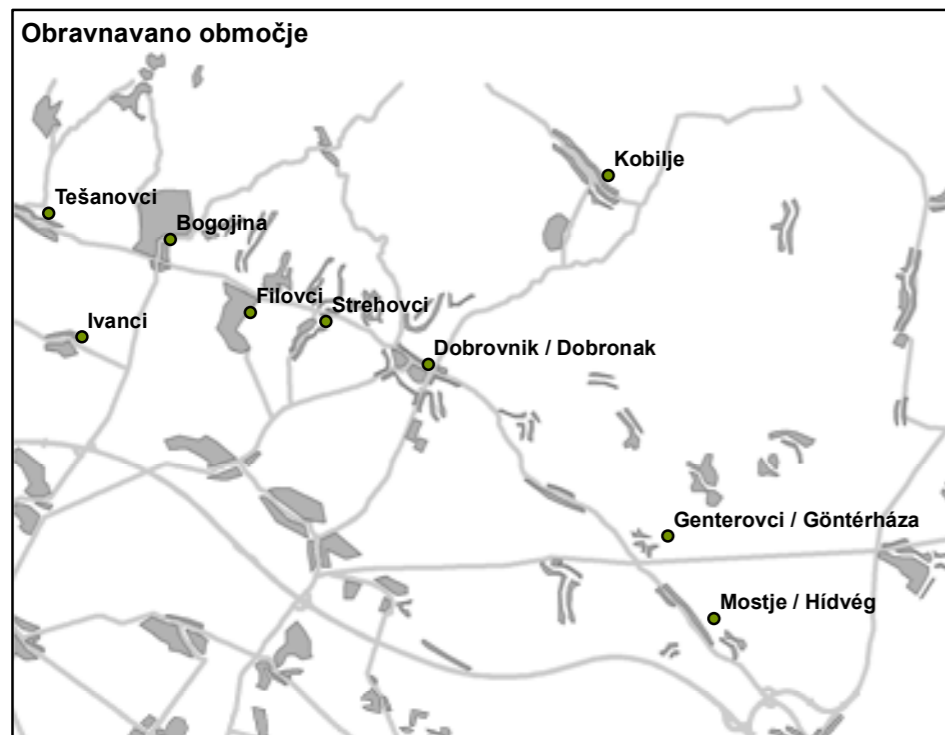 Obravnavano območje
Kobilje
Tešanovci
Bogojina
Filovci
Strehovci
Ivanci
Dobrovnik / Dobronak
Genterovci / Göntérháza
Mostje / Hídvég